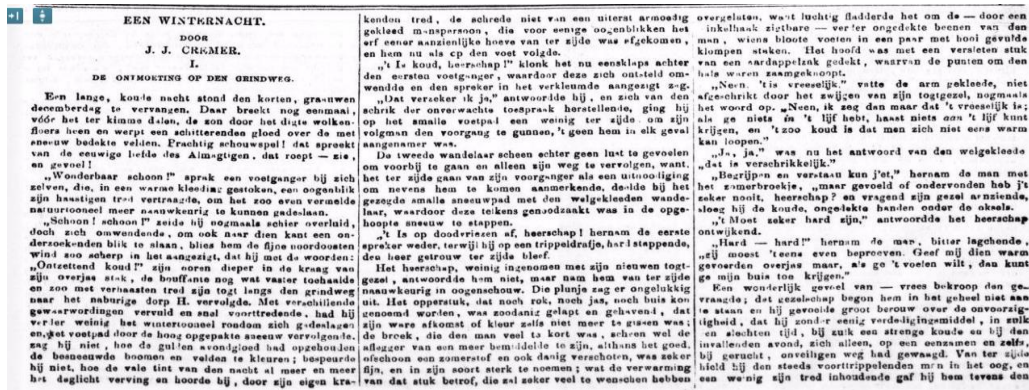 EEN WINTERNACHT.
DOOR
J. J. CREMER.
I.
DE ONTMOETING OP DEN GRINDWEG.
Een lange, koude nacht stond den korten, graauwen
decemberdag te vervangen. Daar breekt nog eenmaal,
vóór het ter kimme dalen, de zon door het digte wolken-
floers heen en werpt een schitterenden gloed over de met
sneeuw bedekte velden. Prachtig schouwspel! dat spreekt
van de eeuwige liefde des Almagtigen, dat roept — zie,
en gevoel!
„Wonderbaar schoon!" sprak een voetganger bij zich
zelven, die, in een warme kleeding gestoken, een oogenblik
zijn haastigen tred vertraagde, om het zoo even vermelde
natuurtooneel meer naauwkeurig te kunnen gadeslaan.
„Schoon! schoon!" zeide hij nogmaals schier overluid,
doch zich omwendende, om ook naar dien kant een on-
derzoekenden blik te slaan, blies hem de fijne noordoosten
wind zoo scherp in het aangezigt, dat hij met de woorden:
„Ontzettend koud!" zijn ooren dieper in de kraag van
zijn overjas stak, de bouffante nog wat vaster toehaalde
en zoo met verhaasten tred zijn togt langs den grindweg
naar het naburige dorp H. vervolgde. Met verschillende
gewaarwordingen vervuld en snel voorttredende, had hij
verder weinig het wintertooneel rondom zich gadeslagen
en het voetpad door de hoog opgepakte sneeuw vervolgende,
zag hij niet, hoe de gulden avondgloed had opgehouden
de besneeuwde boomen en velden te kleuren; bespeurde
hij niet, hoe de vale tint van den nacht al meer en meer
het daglicht verving en hoorde hij, door zijn eigen kra-
kenden tred, de schrede niet van een uiterst armoedig
gekleed manspersoon, die voor eenige oogenblikken het
erf eener aanzienlijke hoeve van ter zijde was afgekomen,
en hem nu als op den voet volgde.
„'t Is koud, heerschap!" klonk het nu eensklaps achter
den eersten voetganger, waardoor deze zich ontsteld om-
wendde en den spreker in het verkleumde aangezigt zag.
„Dat verzeker ik je," antwoordde hij, en zich van den
schrik der onverwachte toespraak herstellende, ging hij
op het smalle voetpad een weinig ter zijde om zijn
volgman den voorgang te gunnen, 't geen hem in elk geval
aangenamer was.
De tweede wandelaar scheen echter geen lust te gevoelen
om voorbij te gaan en alleen zijn weg te vervolgen, want,
het ter zijde gaan van zijn voorganger als een uitnoodiging
om nevens hem te komen aanmerkende, deelde bij het
gezegde smalle sneeuwpad met den welgekleeden wande-
laar, waardoor deze telkens genoodzaakt was in de opge-
hoopte sneeuw te stappen.
„'t Is op doodvriezen af, heerschap! hernam de eerste
spreker weder, terwijl hij op een trippeldrafje, hard stappende,
den heer getrouw ter zijde bleef.
Het heerschap, weinig ingenomen met zijn nieuwen togt-
gezel, antwoordde hem niet, maar nam hem van ter zijde
naauwkeurig in oogenschouw. Die plunje zag er ongelukkig
uit. Het opperstuk, dat noch rok, noch jas, noch buis kon
genoemd worden, was zoodanig gelapt en gehavend, dat
zijn ware afkomst of kleur zelfs niet meer te gissen was;
de broek, die den man veel te kort was, scheen wel de
aflegger van een meer bemiddelde te zijn, althans het goed,
ofschoon een zomerstof en ook danig verschoten, was zeker
fijn, en in zijn soort sterk te noemen; wat de verwarming
van dat stuk betrof, die zal zeker veel te wenschen hebben
overgelaten, want luchtig fladderde het om de — door een
inkelhaak zigtbare — verder ongedekte beenen van den
man, wiens bloote voeten in een paar met hooi gevulde
klompen staken. Het hoofd was met een versleten stuk
van een aardappelzak gedekt, waarvan de punten om den
hals waren zaamgeknoopt.
„Neen, 'tis vreeselijk," vatte de arm gekleede, niet
afgeschrikt door het zwijgen van zijn togtgezel, nogmaals
het woord op. „Neen, ik zeg dan maar dat 't vreeselijk is;
als ge niets in 't lijf hebt, haast niets aan 't lijf kunt
krijgen, en 't zoo koud is dat men zich niet eens warm
kan loopen."
„Ja, ja," was nu het antwoord van den welgekleede
„dat is verschrikkelijk."
„Begrijpen en verstaan kun j'et," hernam de man met
het zomerbroekje, „maar gevoeld of ondervonden heb j't
zeker nooit, heerschap? en vragend zijn gezel arziende,
sloeg hij de koude, ongedekte handen onder de oksels.
„'t Moet zeker hard zijn," antwoordde het heerschap
ontwijkend.
„Hard — hard!" hernam de man, bitter lagchende,
„zij moest 'teens even beproeven. Geef mij dien warm
gevoerden overjas maar, als ge 't voelen wilt, dan kunt
ge mijn buis toe krijgen."
Een wonderlijk gevoel van — vrees bekroop den ge-
vraagde; dat gezelschap begon hem in het geheel niet aan
te staan en hij gevoelde groot berouw over de onvoorzig-
tigheid, dat hij zonder eenig verdedigingsmiddel, in zulk
een slechten tijd, bij zulk een strenge koude en bij den
invallenden avond, zich alleen, op een eenzamen en zelfs,
bij gerucht, onveiligen weg had gewaagd. Van ter zijde
hield hij den steeds voorttrippelenden man in het oog, en
een weinig zijn tred inhoudende gaf hij hem tevens den